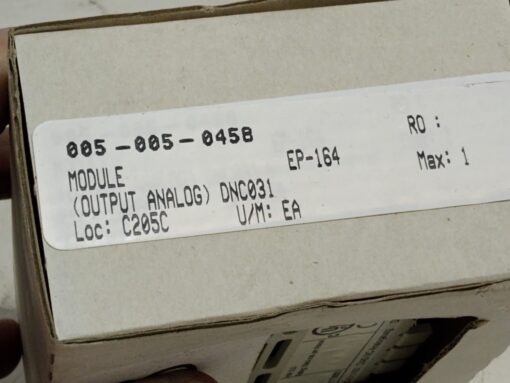 005-005-0458
RO :
EP-164
Max: 1
MODULE
(OUTPUT ANALOG) DNC031
Loc: C205C U/M: EA